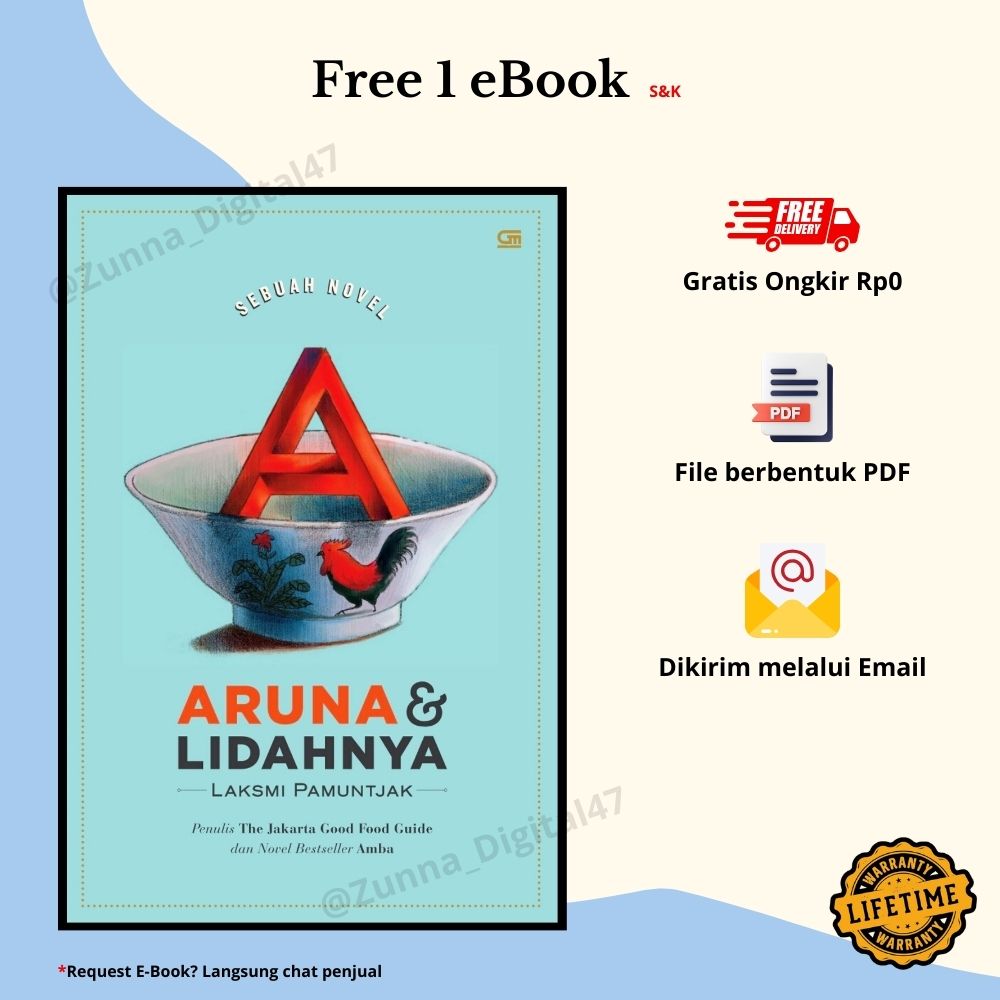 Free 1 eBook S&K
@Zunna_Digital47
GM
SEBUAH NOVEL
A
ARUNA &
LIDAHNYA
LAKSMI PAMUNTJAK
Penulis The Jakarta Good Food Guide
dan Novel Bestseller Amba
@Zunna_Digital47
FREE
DELIVERY
Gratis Ongkir Rp0
PDF
File berbentuk PDF
@
Dikirim melalui Email
WARRANTY
LIFETIME
WARRANTY
*Request E-Book? Langsung chat penjual